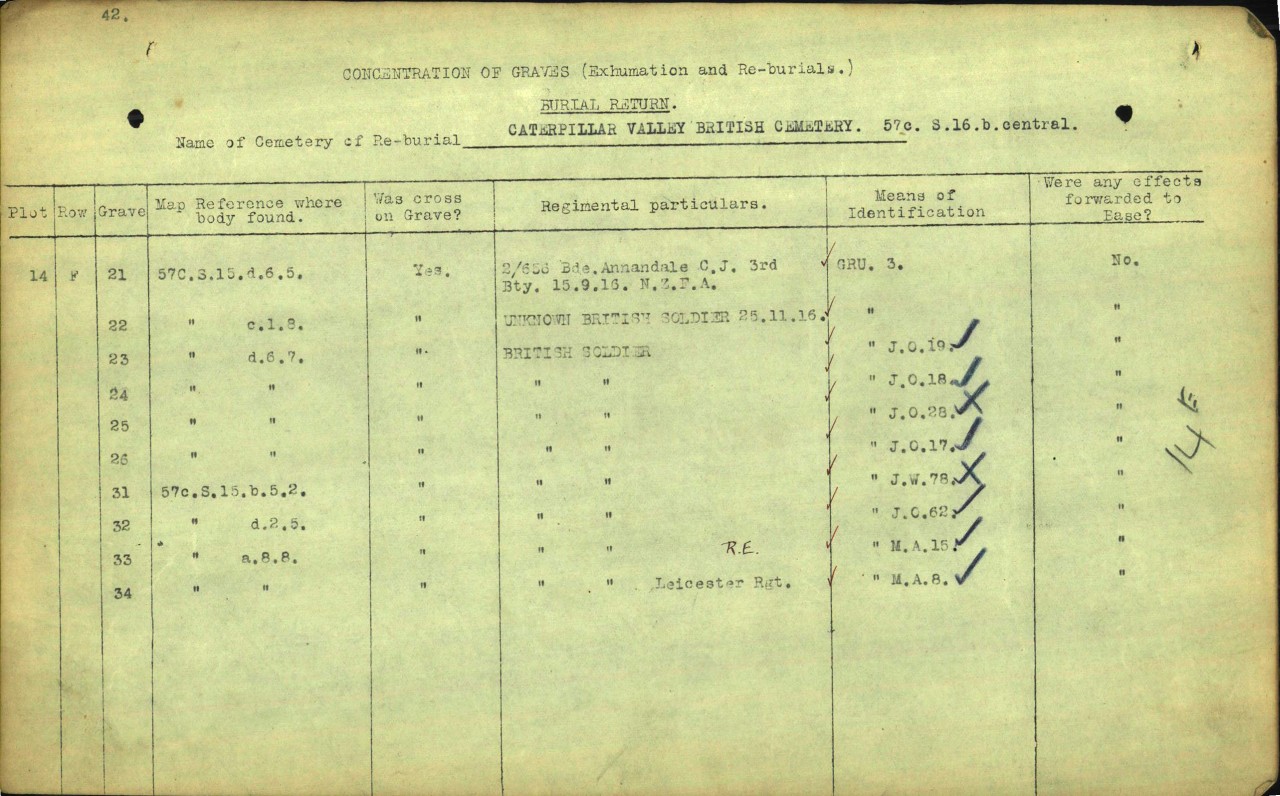 42.
CONCENTRATION OF GRAVES (Exhumation and Re-burials.)
BURIAL RETURN.
Name of Cemetery of Re-burial CATERPILLAR VALLEY BRITISH CEMETERY. 57c. S.16.b.central.
Plot Row Grave Map Reference where body found. Was cross on Grave? Regimental particulars. Means of Identification Were any effects forwarded to Base?
14 F 21 57C.S.15.d.6.5. Yes. 2/656 Bde.Annandale C.J. 3rd GRU. 3. No.
Bty. 15.9.16. N.Z.F.A.
22 " c.1.8. " UNKNOWN BRITISH SOLDIER 25.11.16. " "
23 " d.6.7. " BRITISH SOLDIER " J.O.19. "
24 " " " " " " J.O.18. "
25 " " " " " " J.O.28. "
26 " " " " " " J.O.17. "
31 57c.S.15.b.5.2. " " " " J.W.78. "
32 " d.2.5. " " " " J.O.62. "
33 " a.8.8. " " " R.E. " M.A.15. "
34 " " " " " Leicester Rgt. " M.A.8. "
14 E